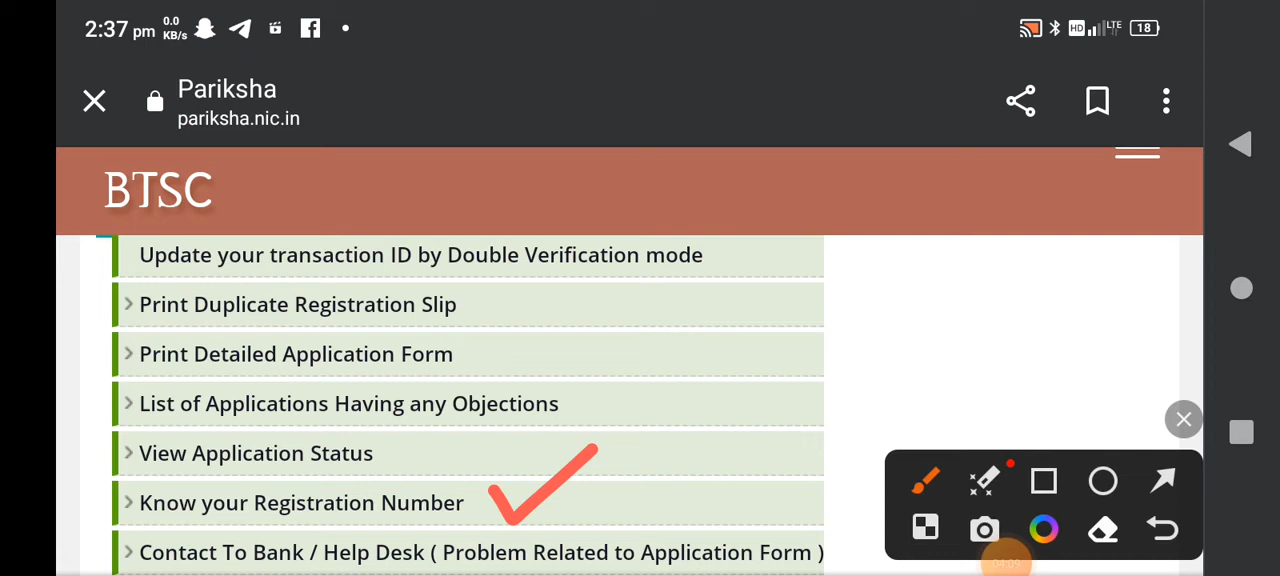 2:37 pm 0.0 KB/s HD LTE 18
Pariksha
pariksha.nic.in
BTSC
Update your transaction ID by Double Verification mode
Print Duplicate Registration Slip
Print Detailed Application Form
List of Applications Having any Objections
View Application Status
Know your Registration Number
Contact To Bank / Help Desk ( Problem Related to Application Form )
04:09